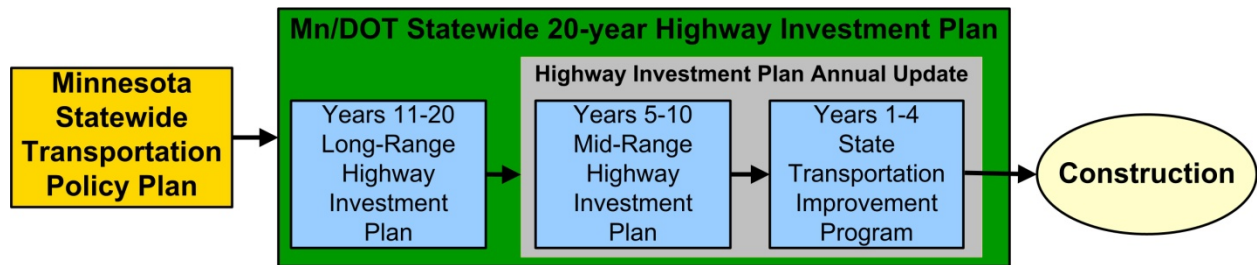 Mn/DOT Statewide 20-year Highway Investment Plan
Minnesota
Statewide
Transportation
Policy Plan
Highway Investment Plan Annual Update
Years 11-20
Long-Range
Highway
Investment
Plan
Years 5-10
Mid-Range
Highway
Investment
Plan
Years 1-4
State
Transportation
Improvement
Program
Construction